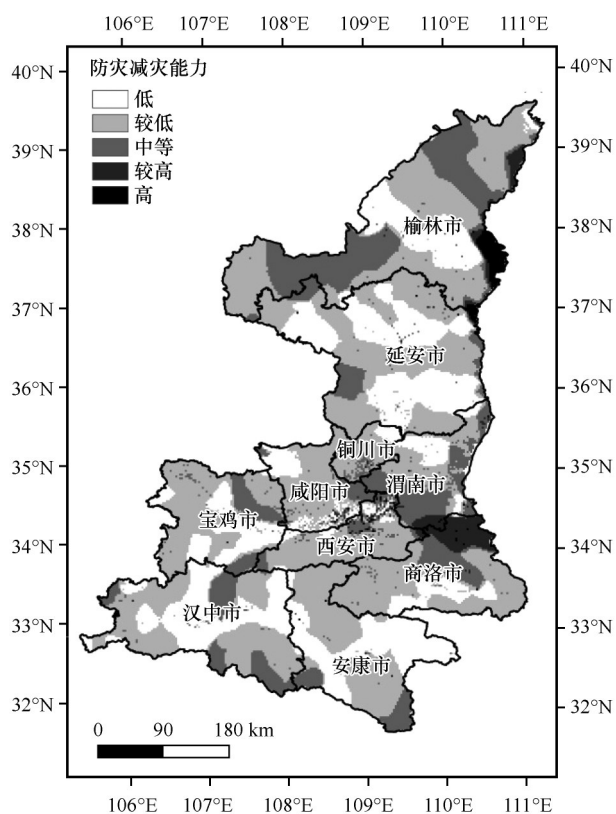 106°E 107°E 108°E 109°E 110°E 111°E
防灾减灾能力
低
较低
中等
较高
高
40°N 40°N
39°N 39°N
38°N 38°N
37°N 37°N
36°N 36°N
35°N 35°N
34°N 34°N
33°N 33°N
32°N 32°N
榆林市
延安市
铜川市
渭南市
咸阳市
宝鸡市
西安市
商洛市
汉中市
安康市
0 90 180 km
106°E 107°E 108°E 109°E 110°E 111°E